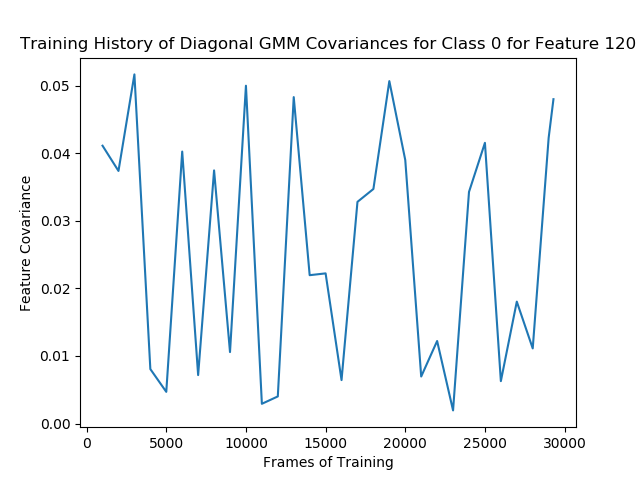 Training History of Diagonal GMM Covariances for Class 0 for Feature 120
Feature Covariance
0.05
0.04
0.03
0.02
0.01
0.00
0 5000 10000 15000 20000 25000 30000
Frames of Training